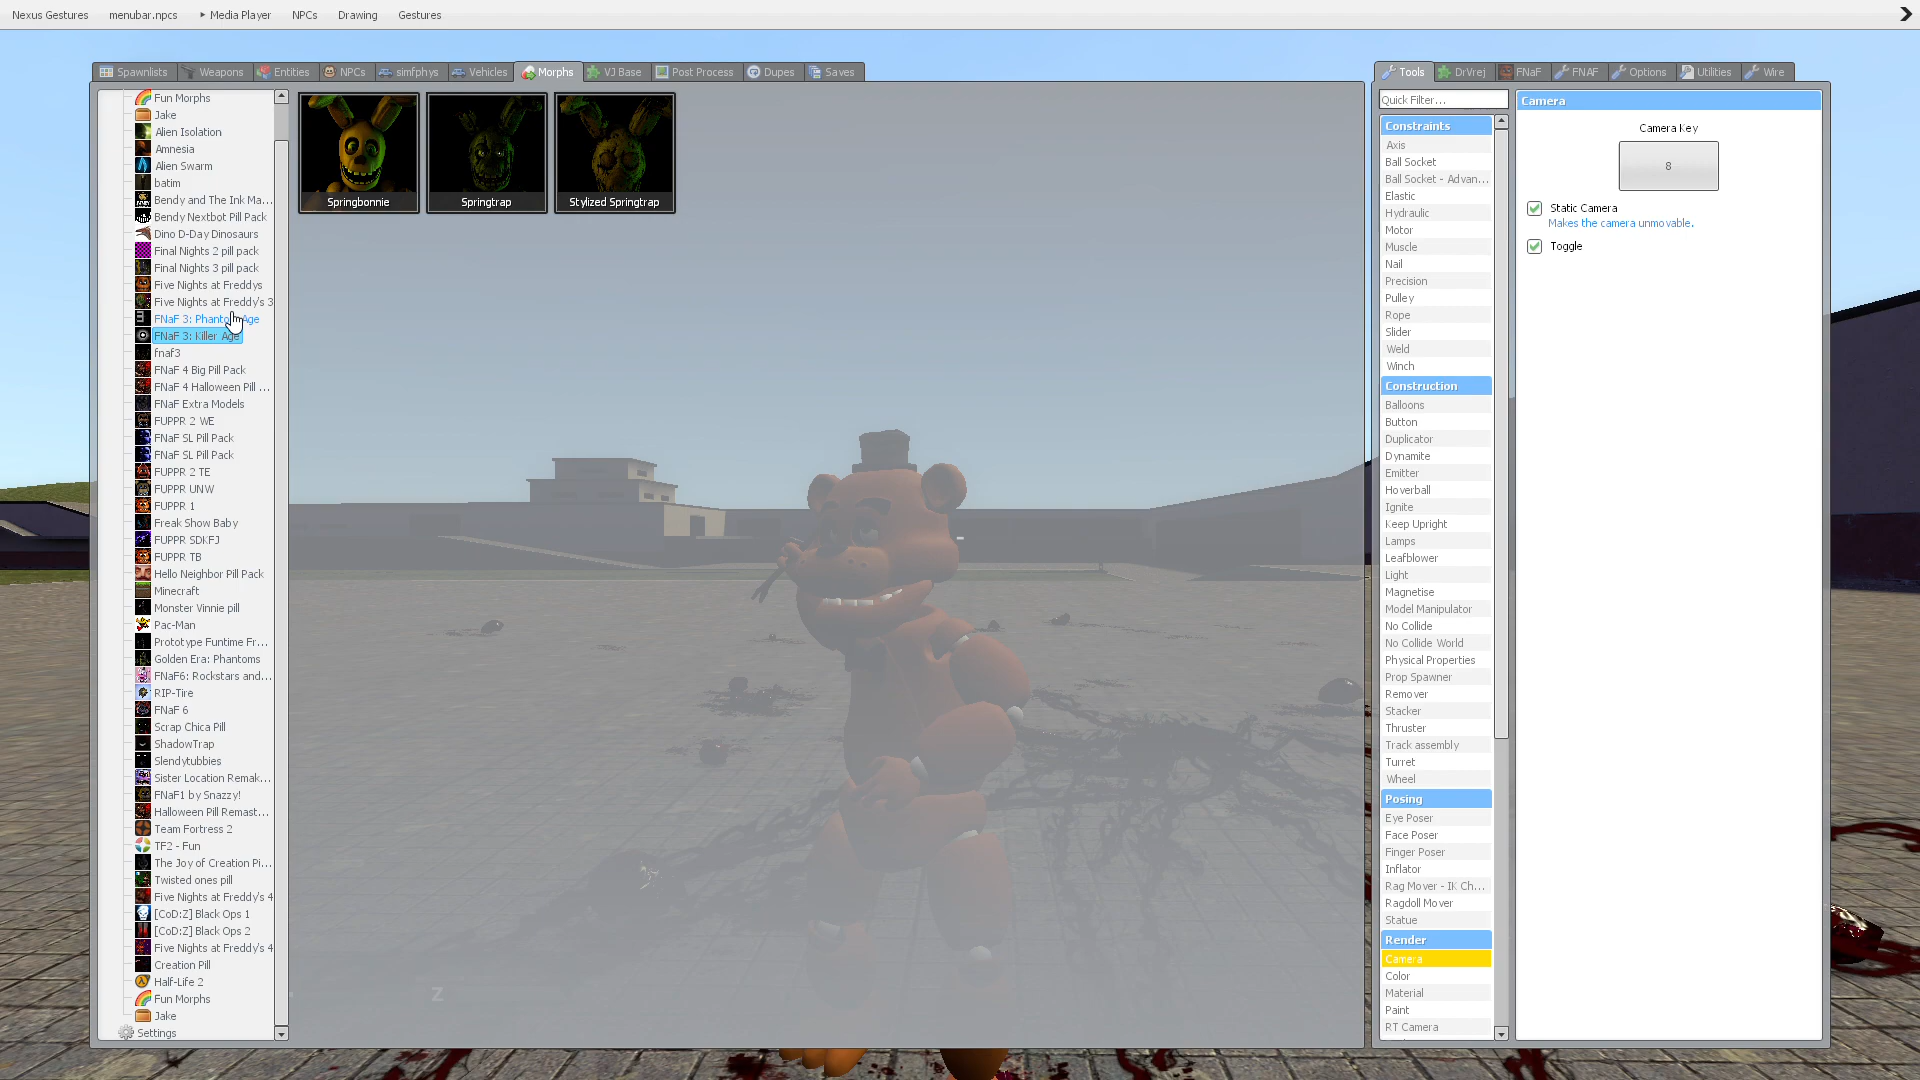 Nexus Gestures
menubar.npcs
Media Player
NPCs
Drawing
Gestures
Spawnlists
Weapons
Entities
NPCs
simfphys
Vehicles
Morphs
VJ Base
Post Process
Dupes
Saves
Fun Morphs
Jake
Alien Isolation
Amnesia
Alien Swarm
batim
Bendy and The Ink Ma...
Bendy Nextbot Pill Pack
Dino D-Day Dinosaurs
Final Nights 2 pill pack
Final Nights 3 pill pack
Five Nights at Freddys
Five Nights at Freddy's 3
FNaF 3: Phantom Age
FNaF 3: Killer Age
fnaf3
FNaF 4 Big Pill Pack
FNaF 4 Halloween Pill ...
FNaF Extra Models
FUPPR 2 WE
FNaF SL Pill Pack
FNaF SL Pill Pack
FUPPR 2 TE
FUPPR UNW
FUPPR 1
Freak Show Baby
FUPPR SDKFJ
FUPPR TB
Hello Neighbor Pill Pack
Minecraft
Monster Vinnie pill
Pac-Man
Prototype Funtime Fr...
Golden Era: Phantoms
FNaF6: Rockstars and...
RIP-Tire
FNaF 6
Scrap Chica Pill
ShadowTrap
Slendytubbies
Sister Location Remak...
FNaF1 by Snazzy!
Halloween Pill Remast...
Team Fortress 2
TF2 - Fun
The Joy of Creation Pi...
Twisted ones pill
Five Nights at Freddy's 4
[CoD:Z] Black Ops 1
[CoD:Z] Black Ops 2
Five Nights at Freddy's 4
Creation Pill
Half-Life 2
Fun Morphs
Jake
Settings
Springbonnie
Springtrap
Stylized Springtrap
Z
Tools
DrVrej
FNaF
FNAF
Options
Utilities
Wire
Quick Filter...
Constraints
Axis
Ball Socket
Ball Socket - Advan...
Elastic
Hydraulic
Motor
Muscle
Nail
Precision
Pulley
Rope
Slider
Weld
Winch
Construction
Balloons
Button
Duplicator
Dynamite
Emitter
Hoverball
Ignite
Keep Upright
Lamps
Leafblower
Light
Magnetise
Model Manipulator
No Collide
No Collide World
Physical Properties
Prop Spawner
Remover
Stacker
Thruster
Track assembly
Turret
Wheel
Posing
Eye Poser
Face Poser
Finger Poser
Inflator
Rag Mover - IK Ch...
Ragdoll Mover
Statue
Render
Camera
Color
Material
Paint
RT Camera
Camera
Camera Key
8
Static Camera
Makes the camera unmovable.
Toggle